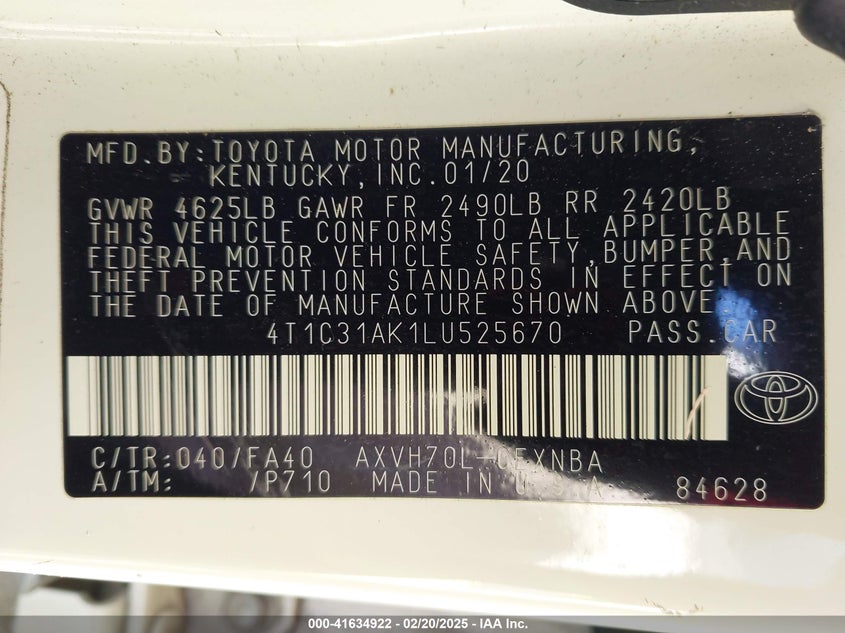 MFD.BY:TOYOTA MOTOR MANUFACTURING,
KENTUCKY,INC.01/20
GVWR 4625LB GAWR FR 2490LB RR 2420LB
THIS VEHICLE CONFORMS TO ALL APPLICABLE
FEDERAL MOTOR VEHICLE SAFETY,BUMPER,AND
THEFT PREVENTION STANDARDS IN EFFECT ON
THE DATE OF MANUFACTURE SHOWN ABOVE.
4T1C31AK1LU525670 PASS.CAR
C/TR:040/FA40 AXVH70L-CEXNBA
A/TM: /P710 MADE IN U.S.A. 84628
000-41634922 - 02/20/2025 - IAA Inc.